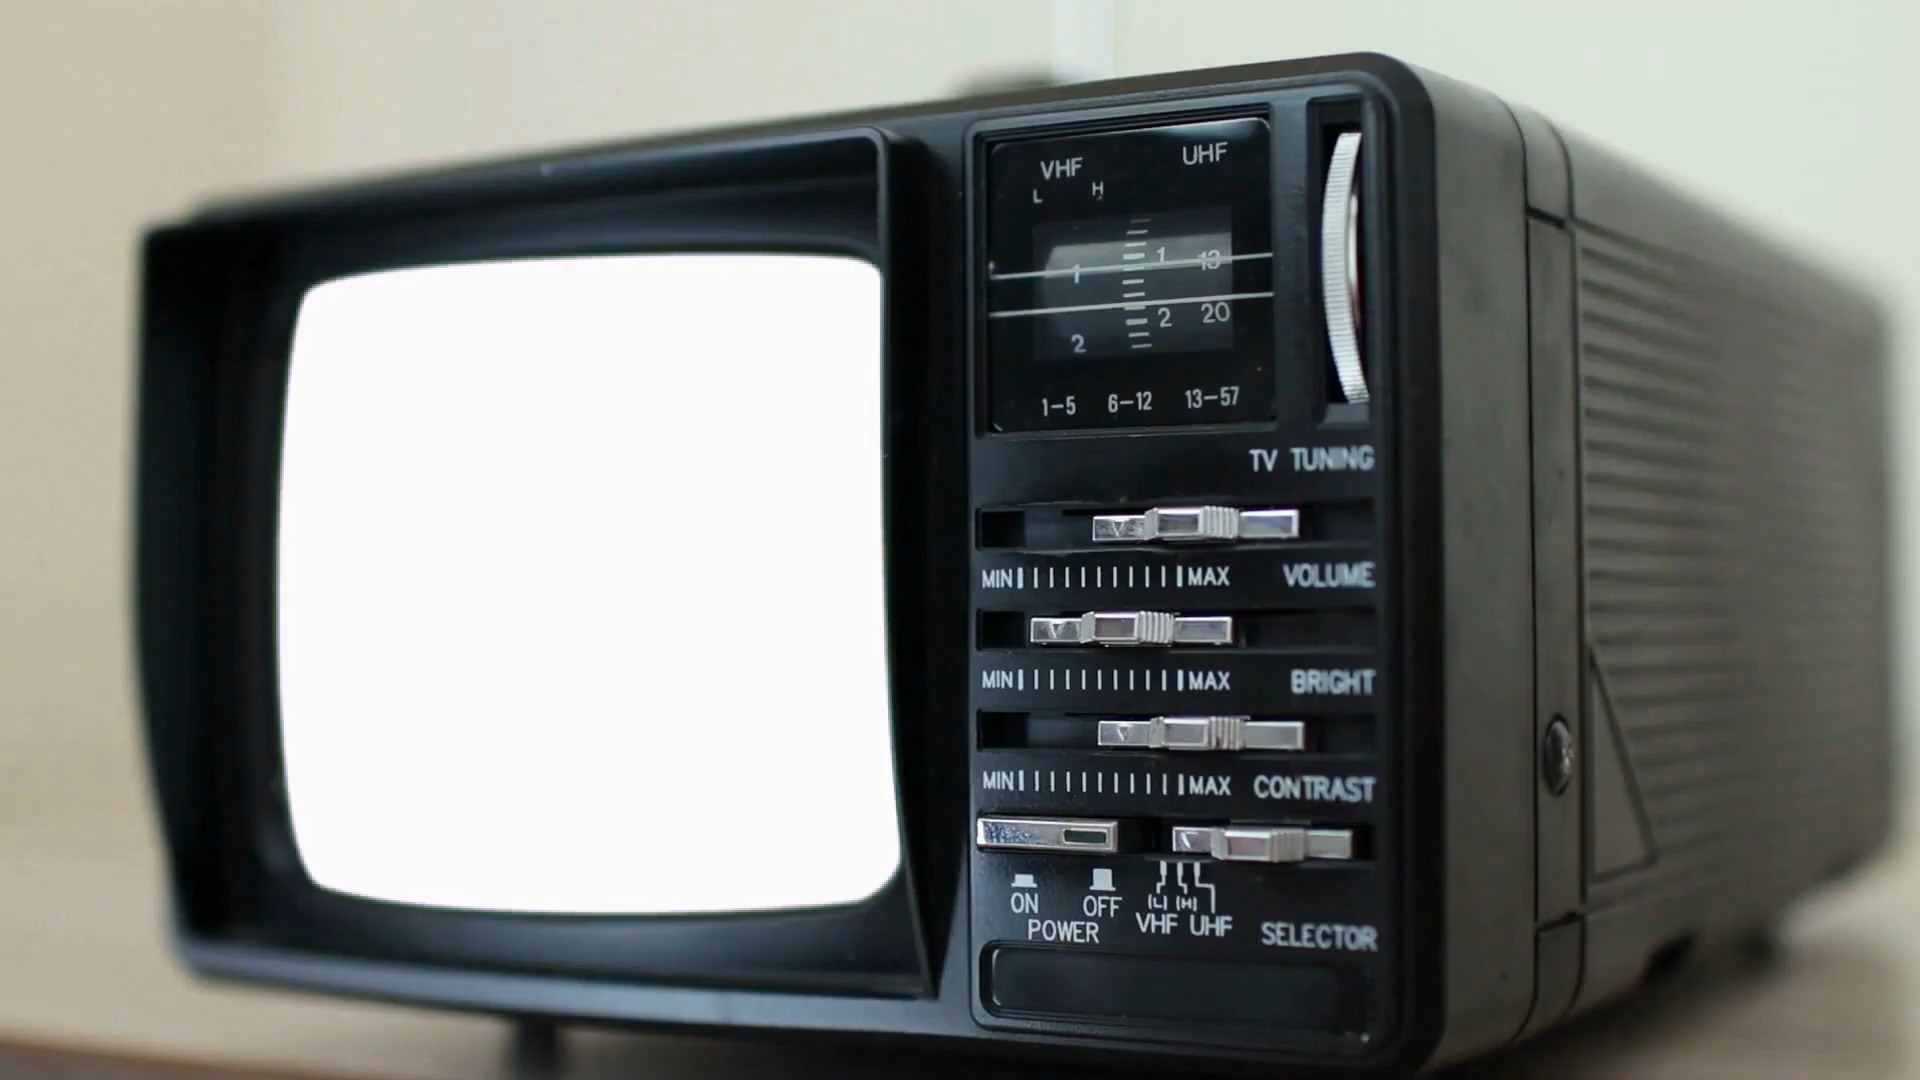 VHF UHF
L H
1 1 13
2 2 20
1-5 6-12 13-57
TV TUNING
MIN MAX VOLUME
MIN MAX BRIGHT
MIN MAX CONTRAST
ON OFF (L) (H)
POWER VHF UHF SELECTOR